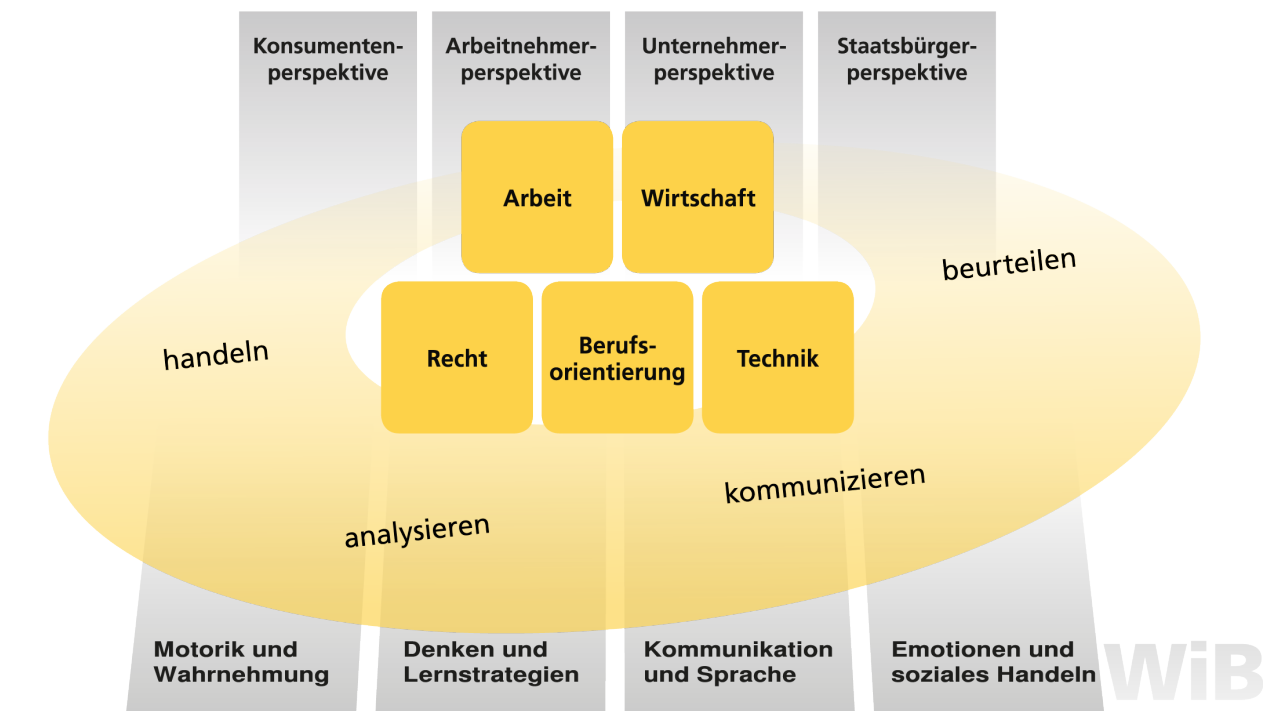 Konsumenten-
perspektive
Arbeitnehmer-
perspektive
Unternehmer-
perspektive
Staatsbürger-
perspektive
Arbeit
Wirtschaft
beurteilen
handeln
Recht
Berufs-
orientierung
Technik
kommunizieren
analysieren
Motorik und
Wahrnehmung
Denken und
Lernstrategien
Kommunikation
und Sprache
Emotionen und
soziales Handeln
WiB